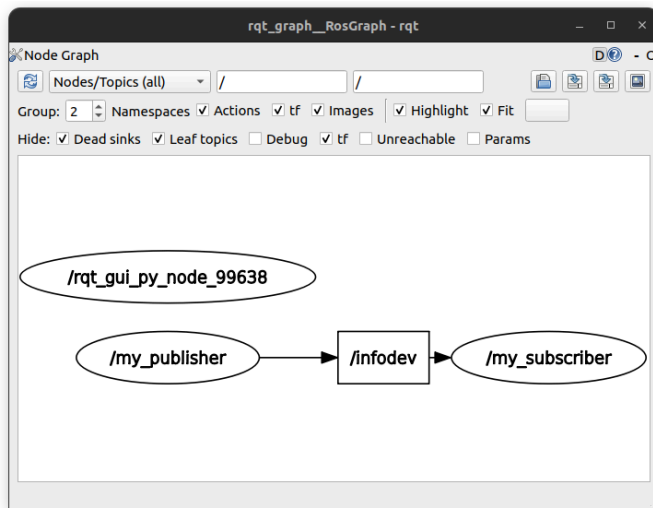 rqt_graph__RosGraph - rqt
Node Graph D - O
Nodes/Topics (all) / /
Group: 2 Namespaces Actions tf Images Highlight Fit
Hide: Dead sinks Leaf topics Debug tf Unreachable Params
/rqt_gui_py_node_99638
/my_publisher /infodev /my_subscriber